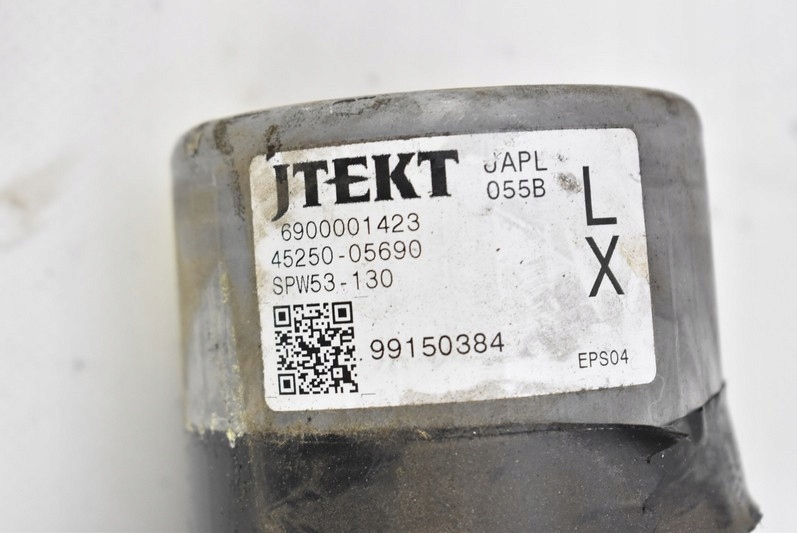 JTEKT JAPL
055B
L
X
6900001423
45250-05690
SPW53-130
99150384
EPS04